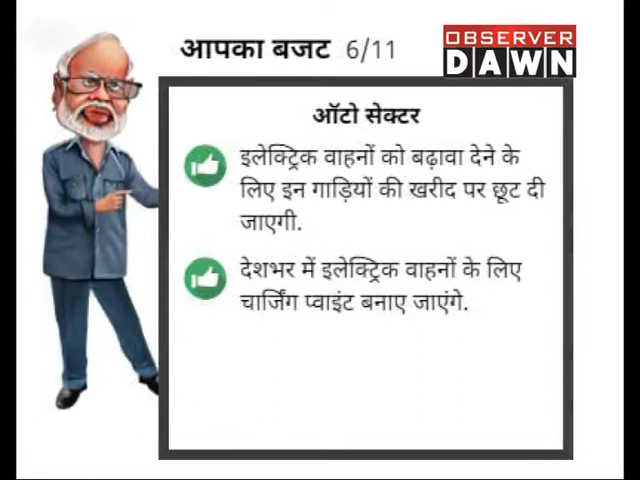 आपका बजट 6/11
OBSERVER
DAWN
ऑटो सेक्टर
इलेक्ट्रिक वाहनों को बढ़ावा देने के
लिए इन गाड़ियों की खरीद पर छूट दी
जाएगी.
देशभर में इलेक्ट्रिक वाहनों के लिए
चार्जिंग प्वाइंट बनाए जाएंगे.